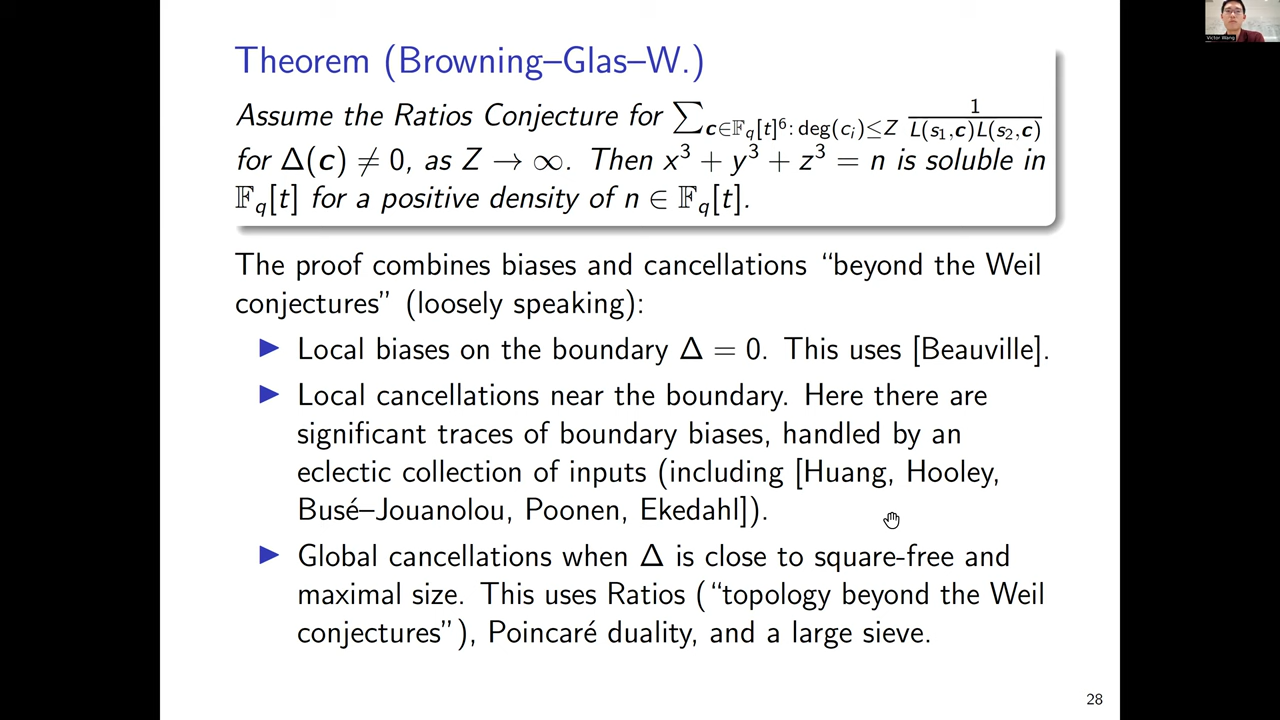 Theorem (Browning–Glas–W.)
Assume the Ratios Conjecture for ∑_{c∈𝔽_q[t]^6: deg(c_i)≤Z} 1/(L(s_1,c)L(s_2,c))
for Δ(c) ≠ 0, as Z → ∞. Then x³ + y³ + z³ = n is soluble in
𝔽_q[t] for a positive density of n ∈ 𝔽_q[t].
The proof combines biases and cancellations “beyond the Weil
conjectures” (loosely speaking):
▶ Local biases on the boundary Δ = 0. This uses [Beauville].
▶ Local cancellations near the boundary. Here there are
significant traces of boundary biases, handled by an
eclectic collection of inputs (including [Huang, Hooley,
Busé–Jouanolou, Poonen, Ekedahl]).
▶ Global cancellations when Δ is close to square-free and
maximal size. This uses Ratios (“topology beyond the Weil
conjectures”), Poincaré duality, and a large sieve.
28
Victor Wang